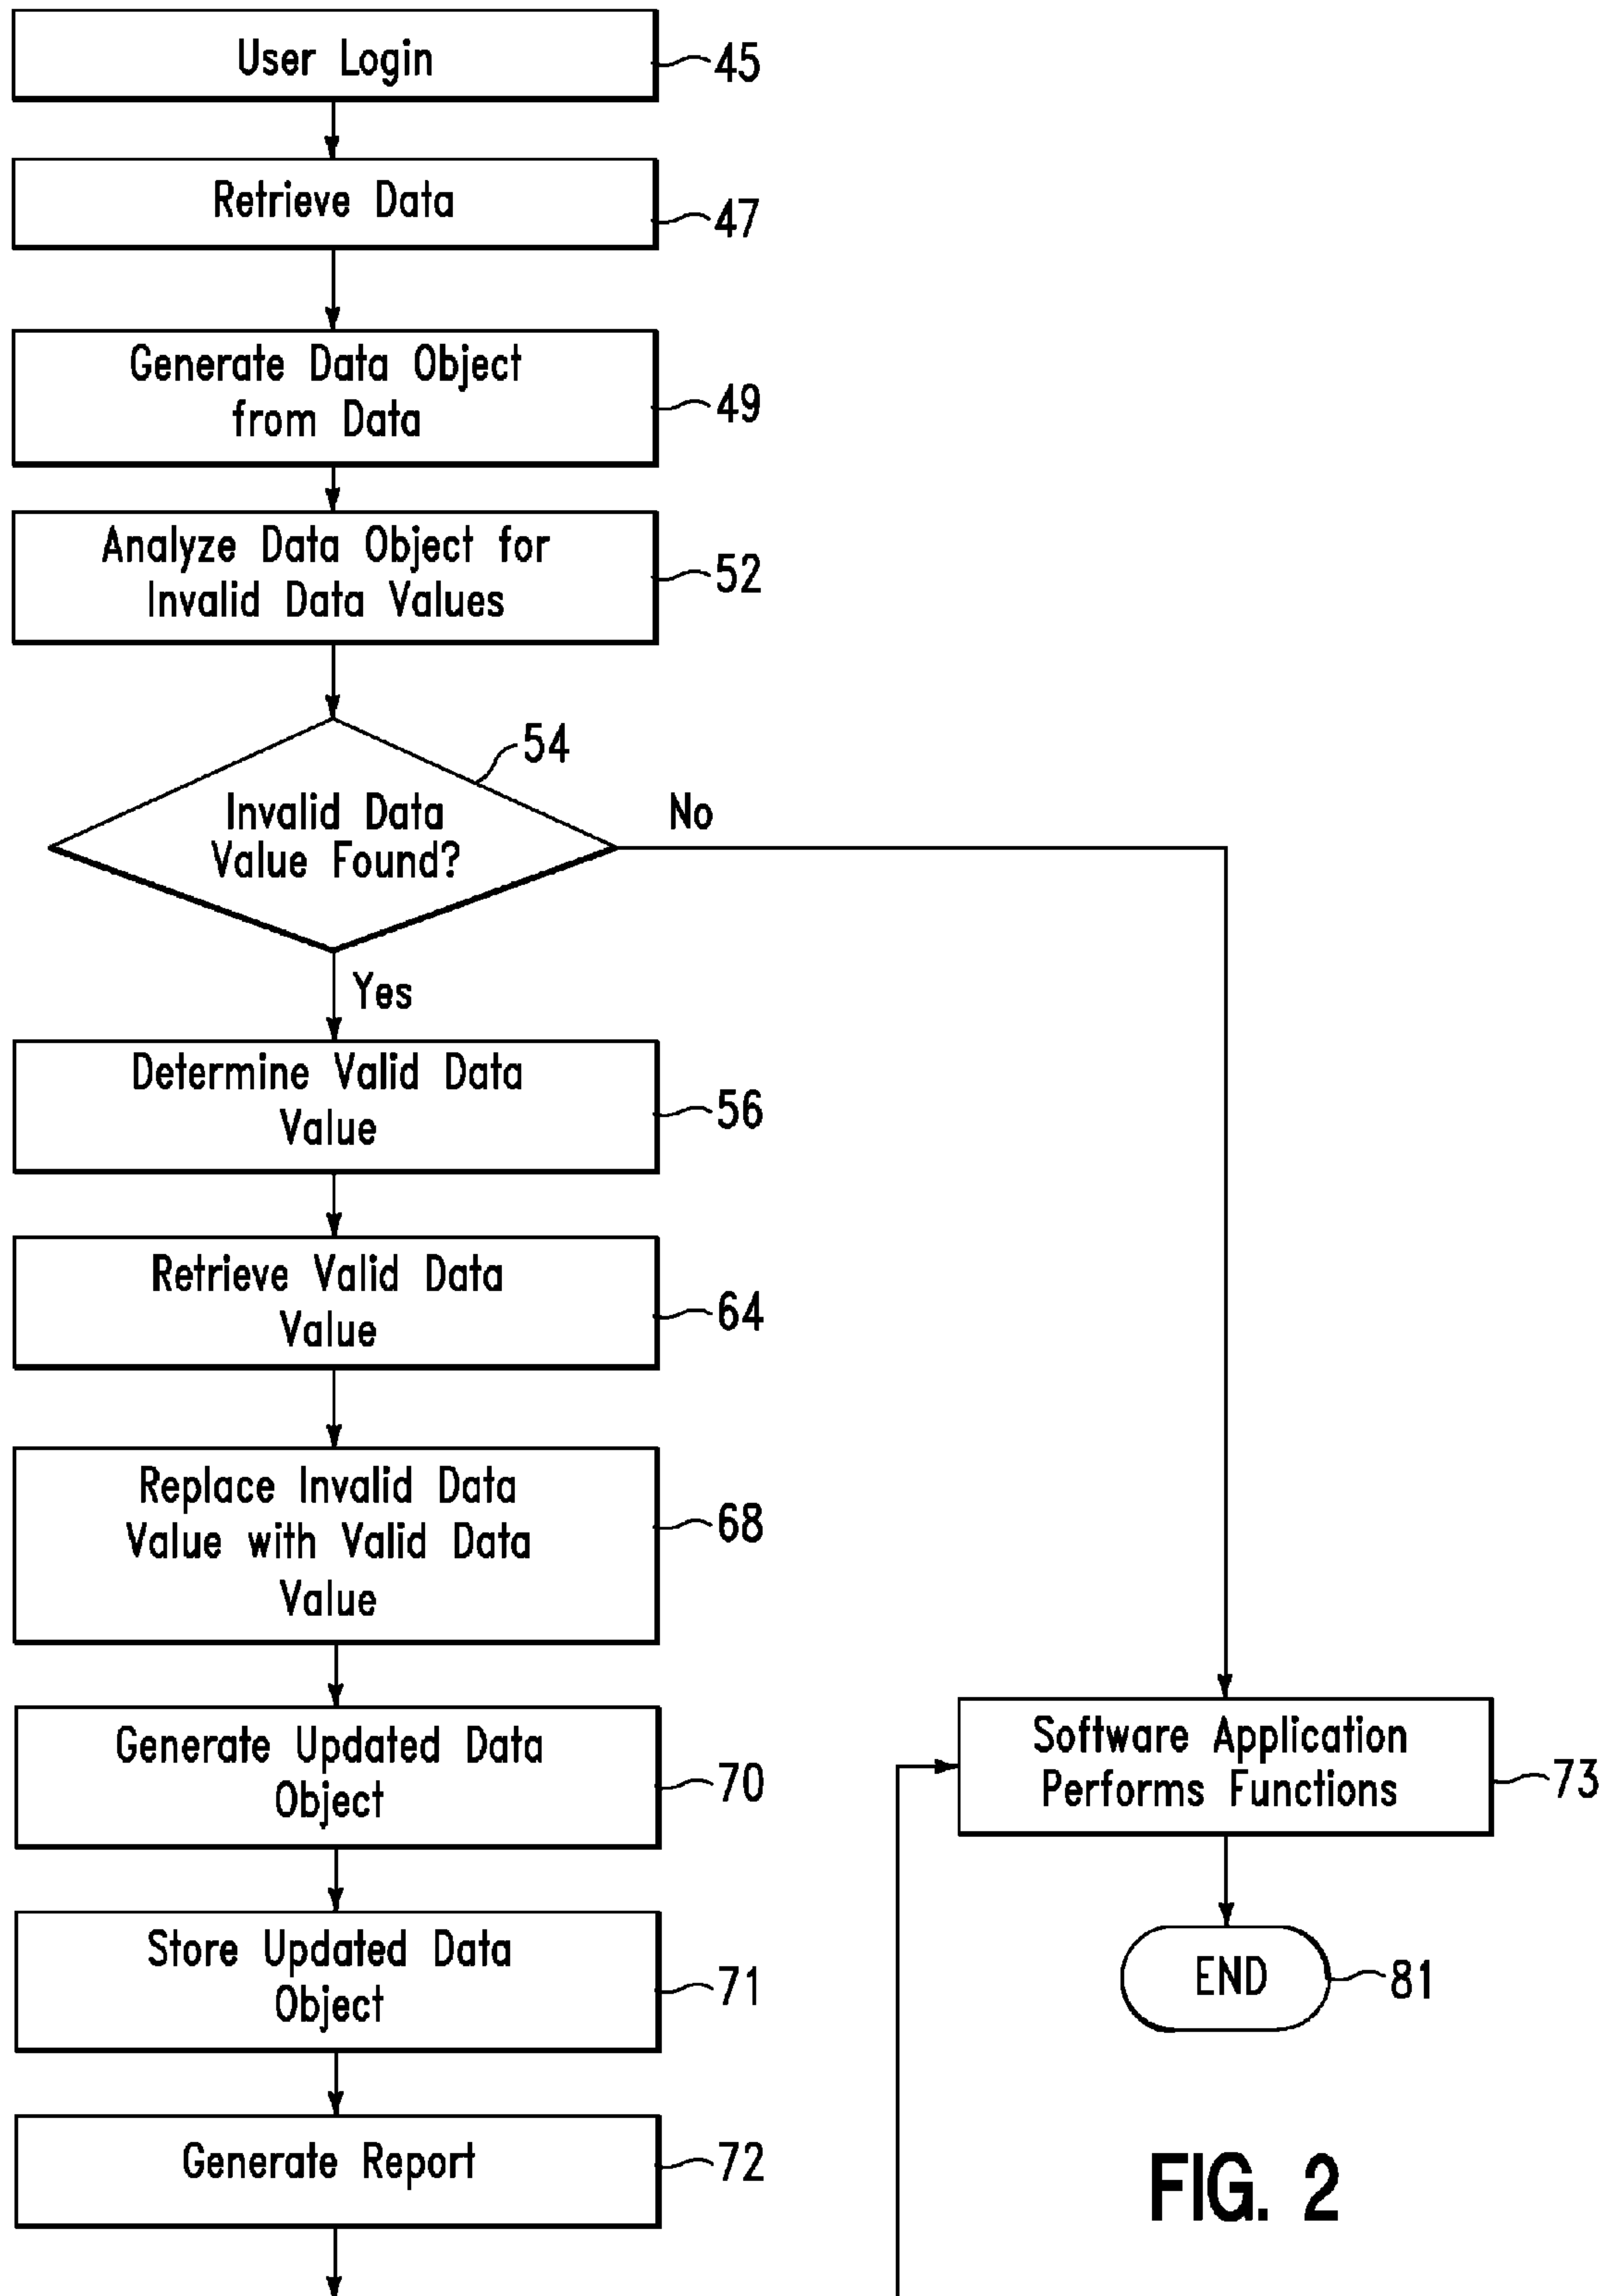 User Login
45
Retrieve Data
47
Generate Data Object
from Data
49
Analyze Data Object for
Invalid Data Values
52
54
Invalid Data
Value Found?
No
Yes
Determine Valid Data
Value
56
Retrieve Valid Data
Value
64
Replace Invalid Data
Value with Valid Data
Value
68
Generate Updated Data
Object
70
Store Updated Data
Object
71
Generate Report
72
Software Application
Performs Functions
73
END
81
FIG. 2